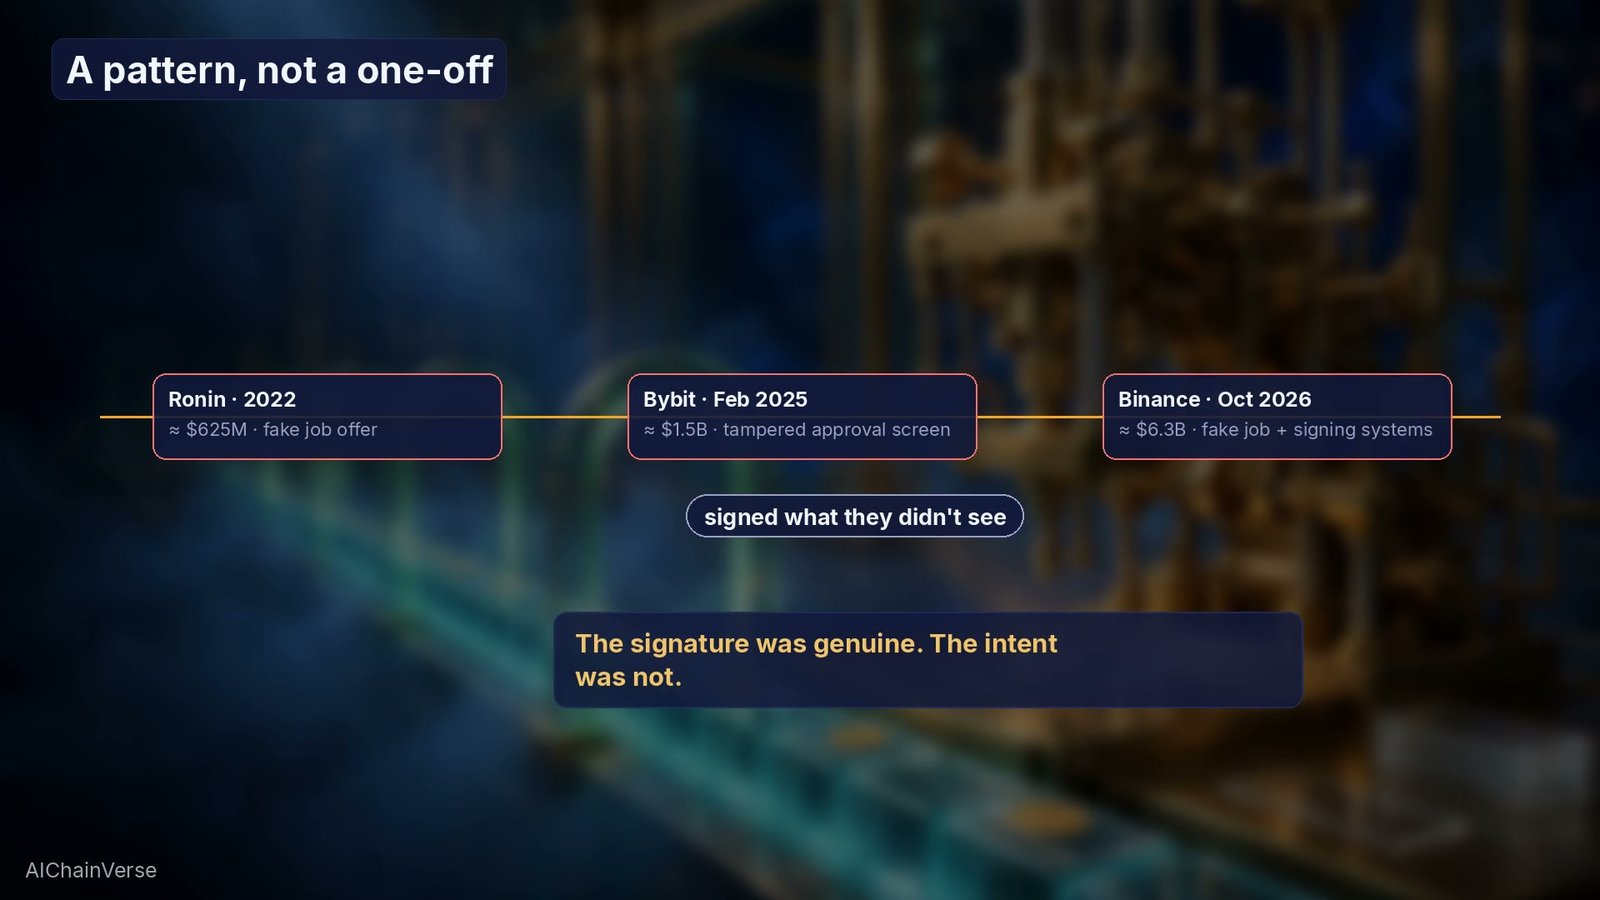 A pattern, not a one-off
Ronin · 2022
≈ $625M · fake job offer
Bybit · Feb 2025
≈ $1.5B · tampered approval screen
Binance · Oct 2026
≈ $6.3B · fake job + signing systems
signed what they didn't see
The signature was genuine. The intent
was not.
AIChainVerse